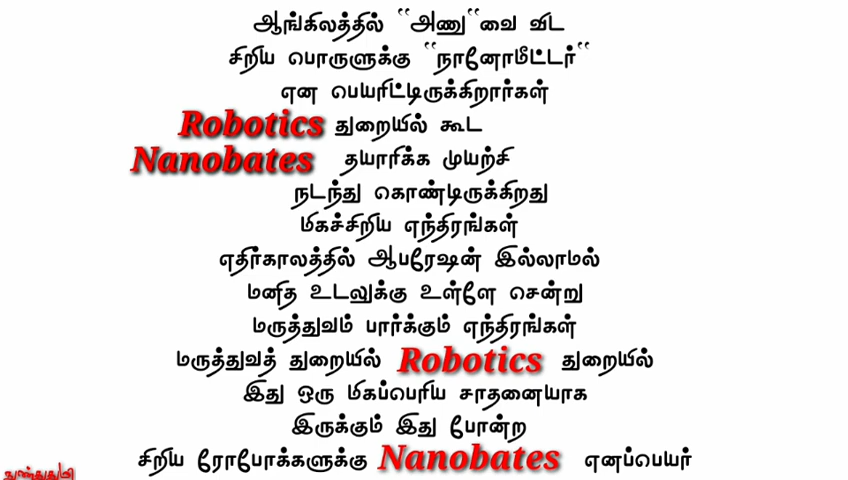 ஆங்கிலத்தில் “அணு“வை விட
சிறிய பொருளுக்கு “நானோமீட்டர்“
என பெயரிட்டிருக்கிறார்கள்
Robotics துறையில் கூட
Nanobates தயாரிக்க முயற்சி
நடந்து கொண்டிருக்கிறது
மிகச்சிறிய எந்திரங்கள்
எதிர்காலத்தில் ஆபரேஷன் இல்லாமல்
மனித உடலுக்கு உள்ளே சென்று
மருத்துவம் பார்க்கும் எந்திரங்கள்
மருத்துவத் துறையில் Robotics துறையில்
இது ஒரு மிகப்பெரிய சாதனையாக
இருக்கும் இது போன்ற
சிறிய ரோபோக்களுக்கு Nanobates எனப்பெயர்